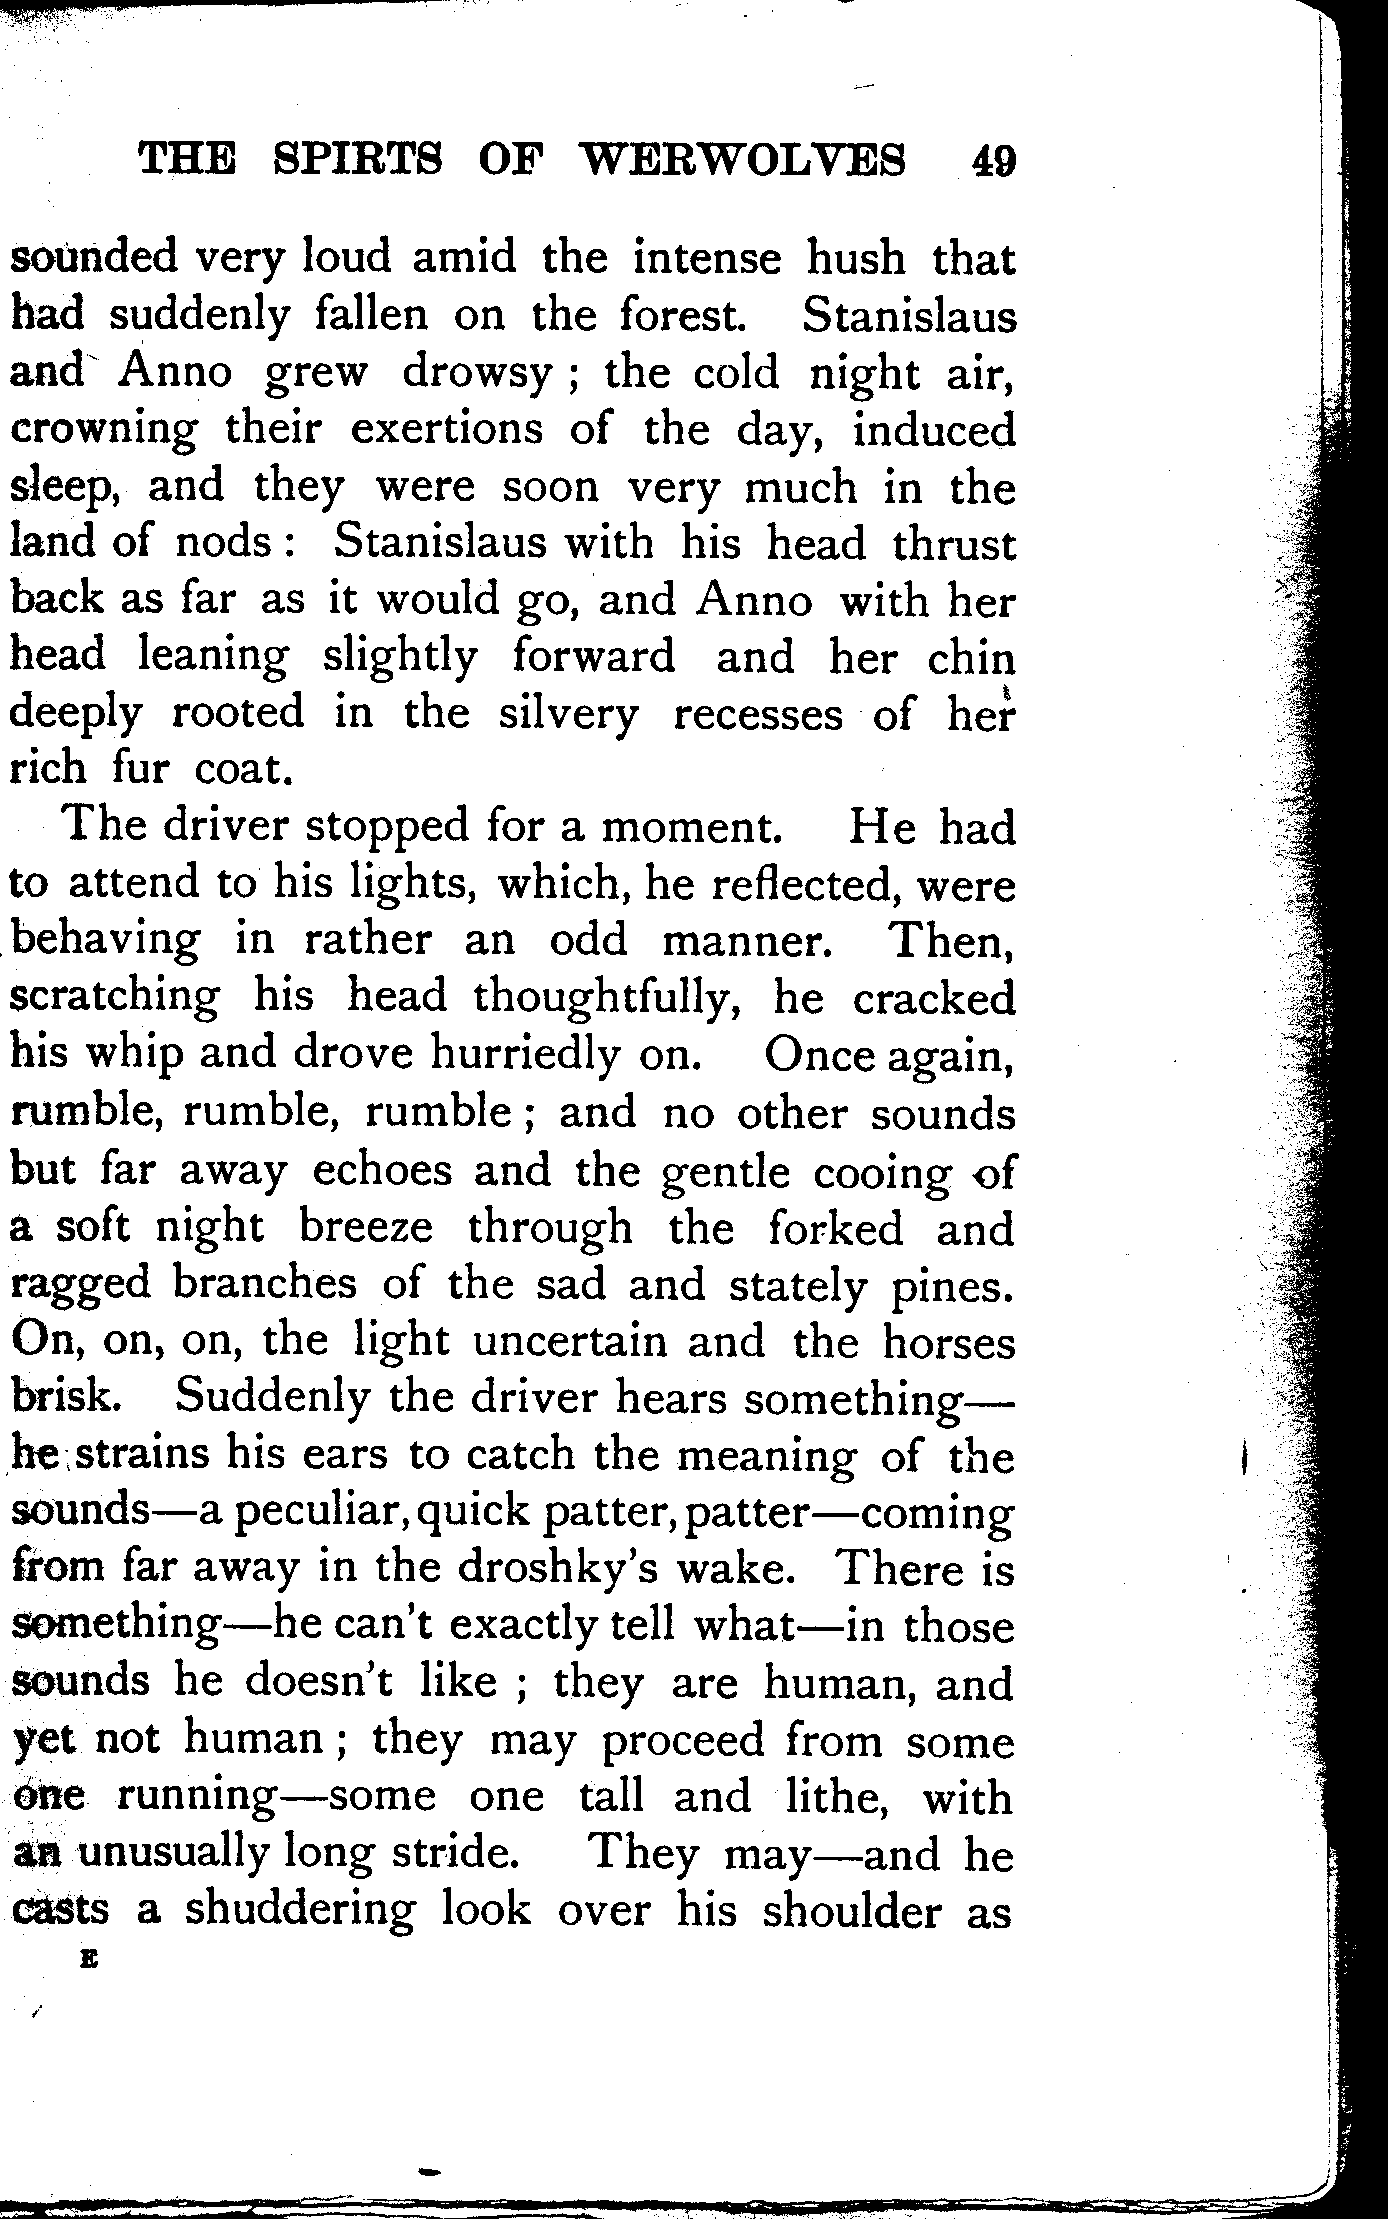 THE SPIRTS OF WERWOLVES 49
sounded very loud amid the intense hush that
had suddenly fallen on the forest. Stanislaus
and Anno grew drowsy ; the cold night air,
crowning their exertions of the day, induced
sleep, and they were soon very much in the
land of nods : Stanislaus with his head thrust
back as far as it would go, and Anno with her
head leaning slightly forward and her chin
deeply rooted in the silvery recesses of her
rich fur coat.
The driver stopped for a moment. He had
to attend to his lights, which, he reflected, were
behaving in rather an odd manner. Then,
scratching his head thoughtfully, he cracked
his whip and drove hurriedly on. Once again,
rumble, rumble, rumble ; and no other sounds
but far away echoes and the gentle cooing of
a soft night breeze through the forked and
ragged branches of the sad and stately pines.
On, on, on, the light uncertain and the horses
brisk. Suddenly the driver hears something—
he strains his ears to catch the meaning of the
sounds—a peculiar, quick patter, patter—coming
from far away in the droshky's wake. There is
something—he can't exactly tell what—in those
sounds he doesn't like ; they are human, and
yet not human ; they may proceed from some
one running—some one tall and lithe, with
an unusually long stride. They may—and he
casts a shuddering look over his shoulder as
E